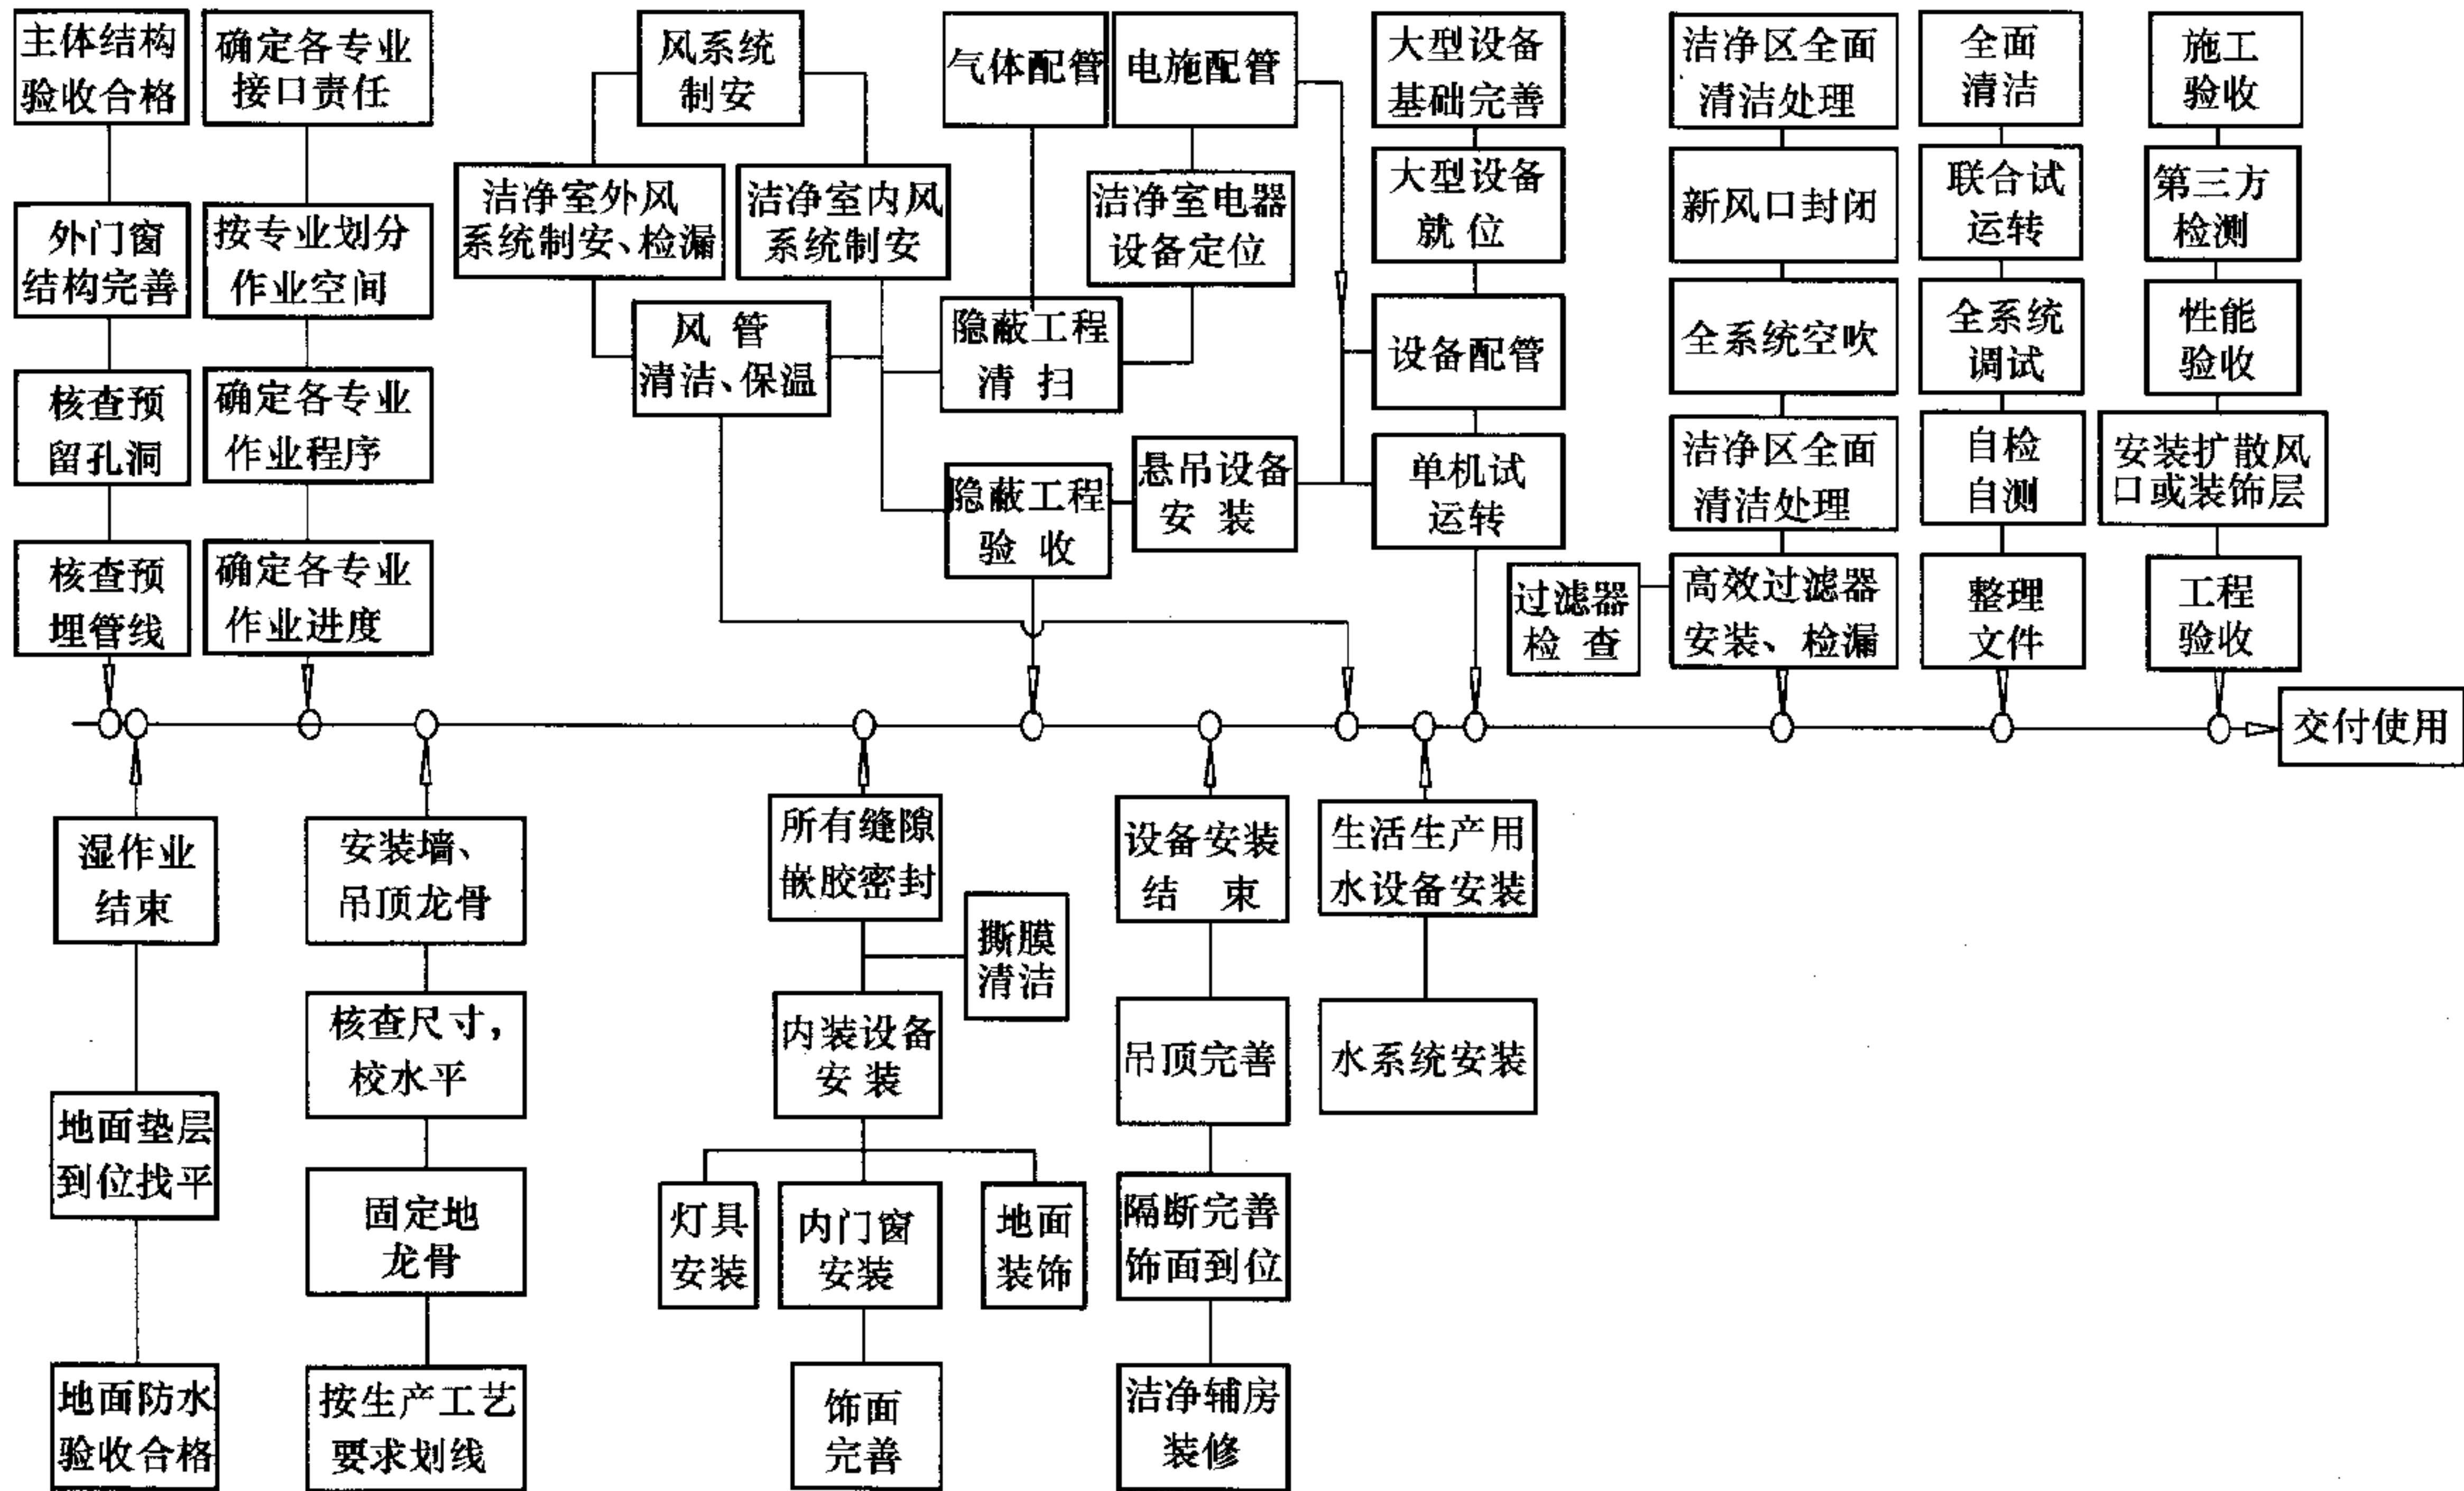 主体结构
验收合格
外门窗
结构完善
核查预
留孔洞
核查预
埋管线
确定各专业
接口责任
按专业划分
作业空间
确定各专业
作业程序
确定各专业
作业进度
风系统
制安
洁净室外风
系统制安、检漏
洁净室内风
系统制安
风管
清洁、保温
气体配管
电施配管
洁净室电器
设备定位
隐蔽工程
清扫
隐蔽工程
验收
悬吊设备
安装
大型设备
基础完善
大型设备
就位
设备配管
单机试
运转
洁净区全面
清洁处理
新风口封闭
全系统空吹
洁净区全面
清洁处理
过滤器
检查
高效过滤器
安装、检漏
全面
清洁
联合试
运转
全系统
调试
自检
自测
整理
文件
施工
验收
第三方
检测
性能
验收
安装扩散风
口或装饰层
工程
验收
交付使用
湿作业
结束
地面垫层
到位找平
地面防水
验收合格
安装墙、
吊顶龙骨
核查尺寸，
校水平
固定地
龙骨
按生产工艺
要求划线
所有缝隙
嵌胶密封
撕膜
清洁
内装设备
安装
灯具
安装
内门窗
安装
地面
装饰
饰面
完善
设备安装
结束
吊顶完善
隔断完善
饰面到位
洁净辅房
装修
生活生产用
水设备安装
水系统安装